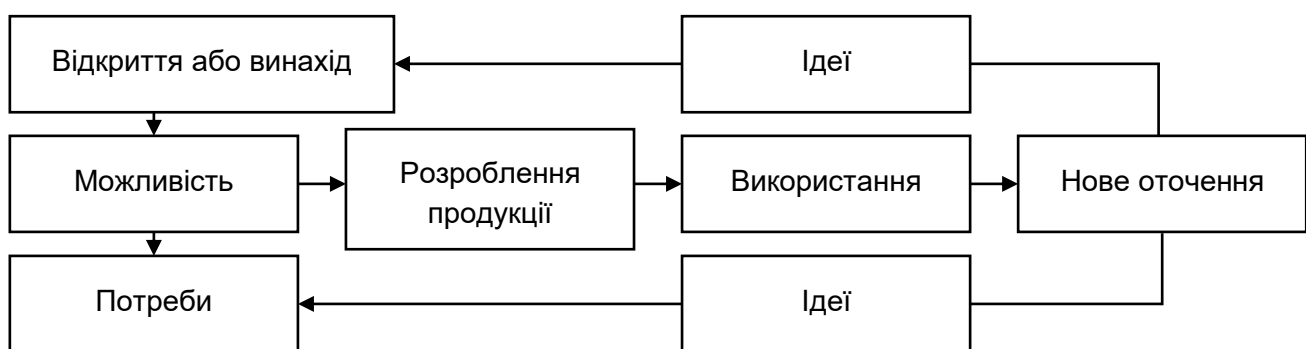 Відкриття або винахід
Ідеї
Можливість
Розроблення
продукції
Використання
Нове оточення
Потреби
Ідеї